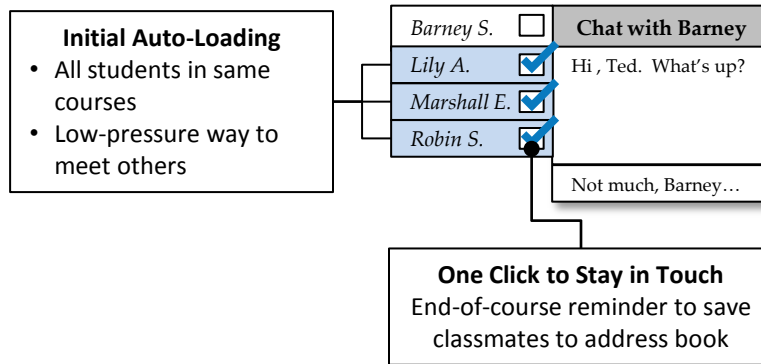 Initial Auto-Loading
• All students in same
courses
• Low-pressure way to
meet others
Barney S.
Lily A.
Marshall E.
Robin S.
Chat with Barney
Hi , Ted.  What's up?
Not much, Barney…
One Click to Stay in Touch
End-of-course reminder to save
classmates to address book